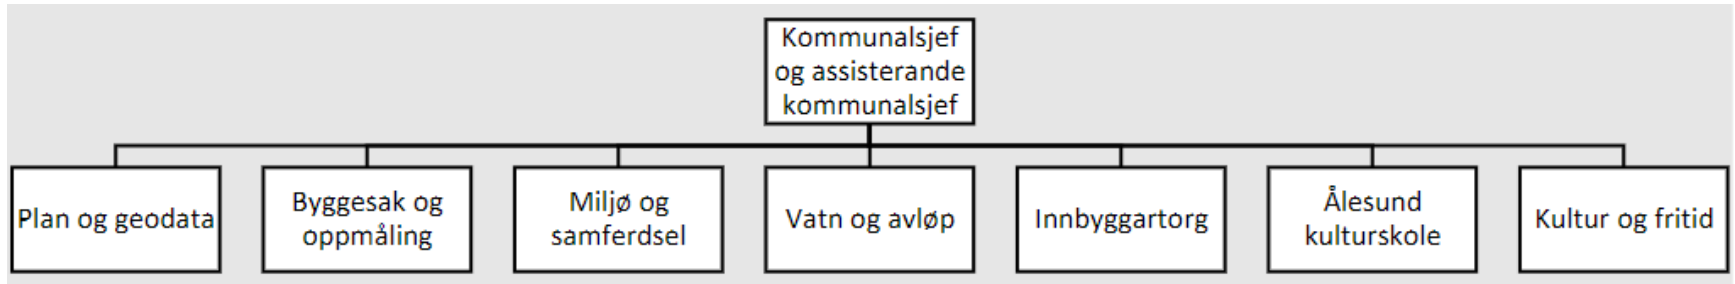 Kommunalsjef
og assisterande
kommunalsjef
Plan og geodata
Byggesak og
oppmåling
Miljø og
samferdsel
Vatn og avløp
Innbyggartorg
Ålesund
kulturskole
Kultur og fritid